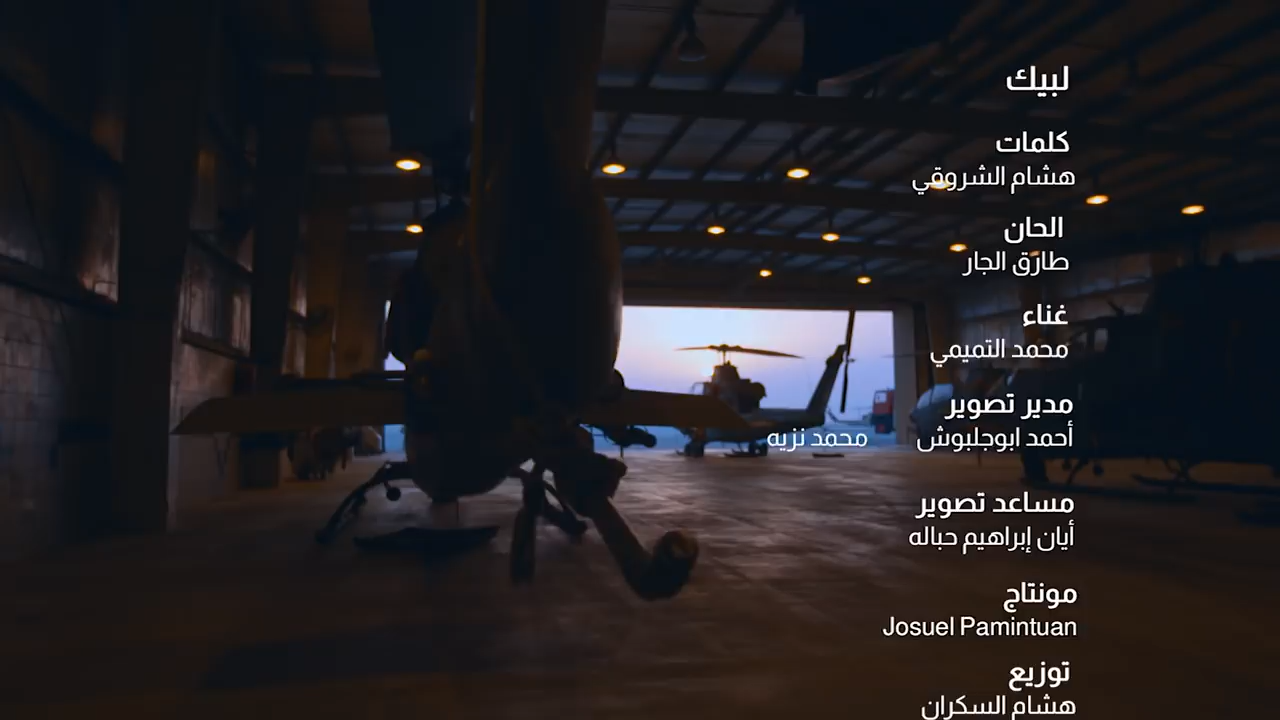 لبيك
كلمات
هشام الشروقي
الحان
طارق الجار
غناء
محمد التميمي
مدير تصوير
أحمد ابوجلبوش محمد نزيه
مساعد تصوير
أيان إبراهيم حباله
مونتاج
Josuel Pamintuan
توزيع
هشام السكران